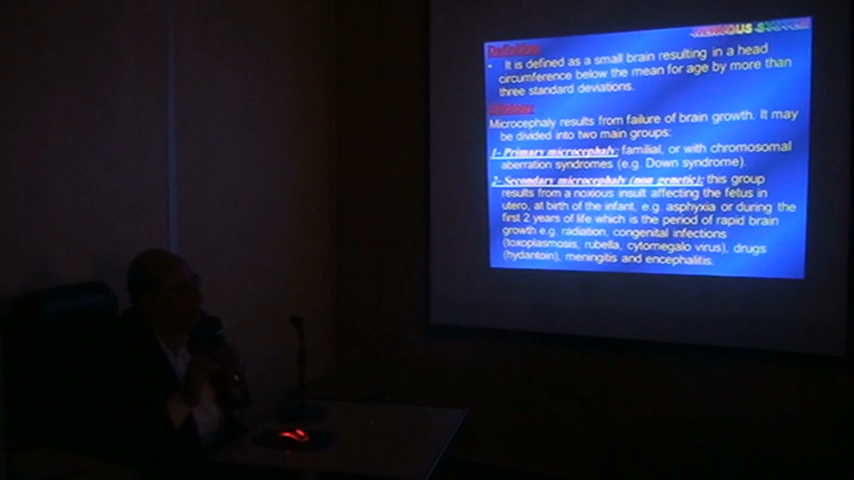 NERVOUS SYSTEM
Definition:
- It is defined as a small brain resulting in a head
circumference below the mean for age by more than
three standard deviations.
Etiology
Microcephaly results from failure of brain growth. It may
be divided into two main groups:
1- Primary microcephaly: familial, or with chromosomal
aberration syndromes (e.g. Down syndrome).
2- Secondary microcephaly (non genetic): this group
results from a noxious insult affecting the fetus in
utero, at birth of the infant, e.g. asphyxia or during the
first 2 years of life which is the period of rapid brain
growth e.g. radiation, congenital infections
(toxoplasmosis, rubella, cytomegalo virus), drugs
(hydantoin), meningitis and encephalitis.